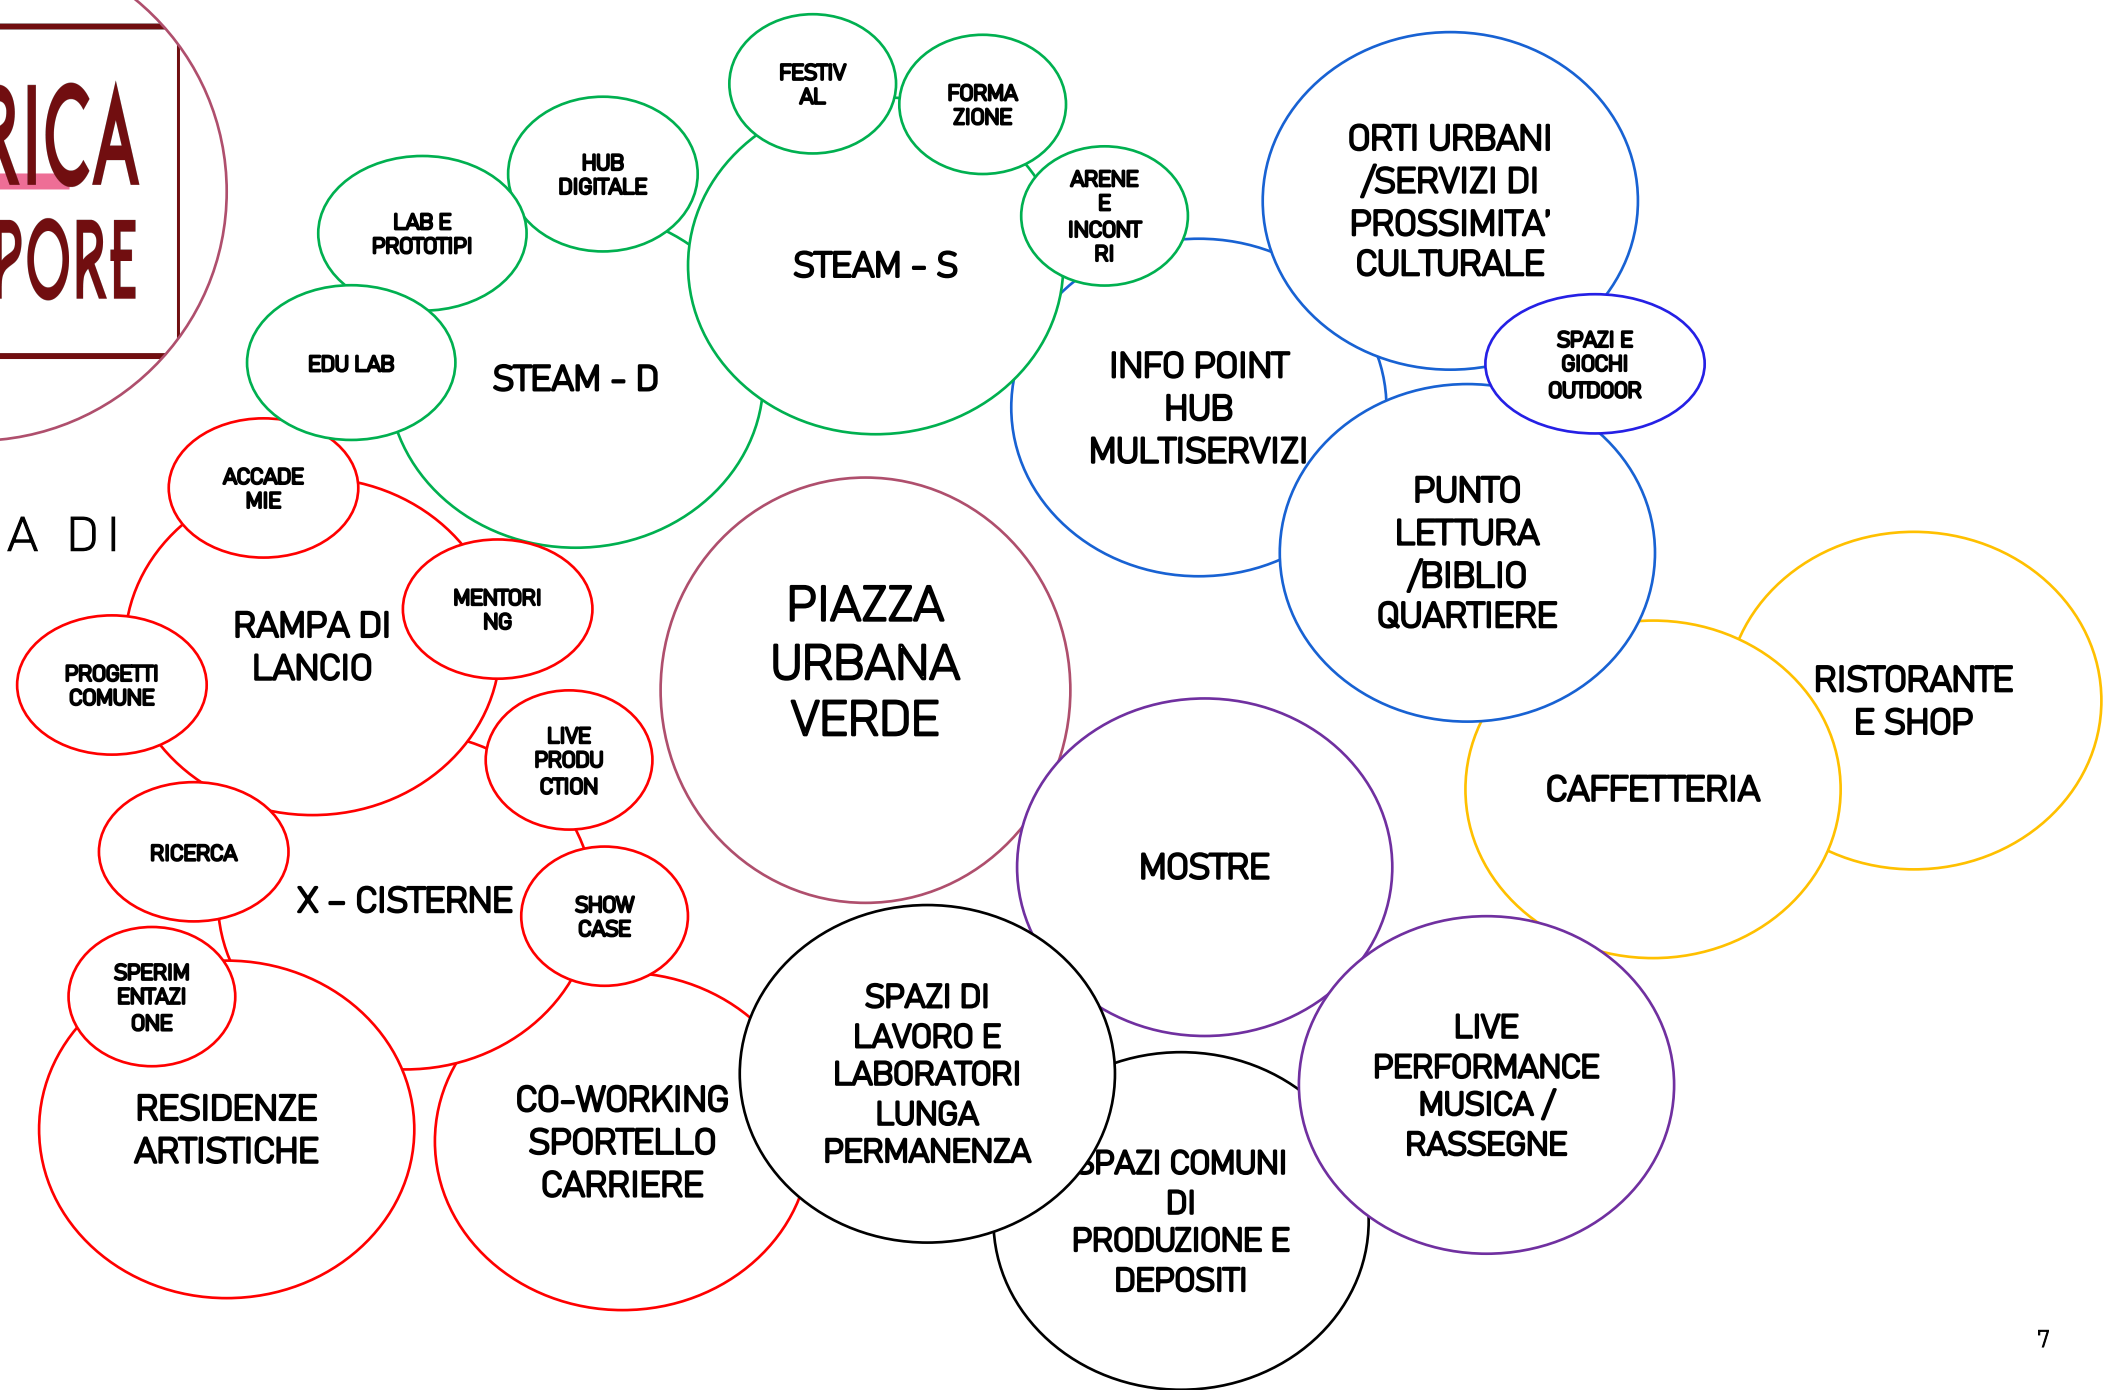 RICA
PORE
A DI
FESTIV
AL
FORMA
ZIONE
ARENE
E
INCONT
RI
HUB
DIGITALE
LAB E
PROTOTIPI
EDU LAB
STEAM - D
STEAM - S
ORTI URBANI
/SERVIZI DI
PROSSIMITA'
CULTURALE
SPAZI E
GIOCHI
OUTDOOR
INFO POINT
HUB
MULTISERVIZI
PUNTO
LETTURA
/BIBLIO
QUARTIERE
ACCADE
MIE
MENTORI
NG
RAMPA DI
LANCIO
PROGETTI
COMUNE
LIVE
PRODU
CTION
RICERCA
X – CISTERNE
SHOW
CASE
SPERIM
ENTAZI
ONE
RESIDENZE
ARTISTICHE
CO-WORKING
SPORTELLO
CARRIERE
PIAZZA
URBANA
VERDE
MOSTRE
CAFFETTERIA
RISTORANTE
E SHOP
SPAZI DI
LAVORO E
LABORATORI
LUNGA
PERMANENZA
SPAZI COMUNI
DI
PRODUZIONE E
DEPOSITI
LIVE
PERFORMANCE
MUSICA /
RASSEGNE
7